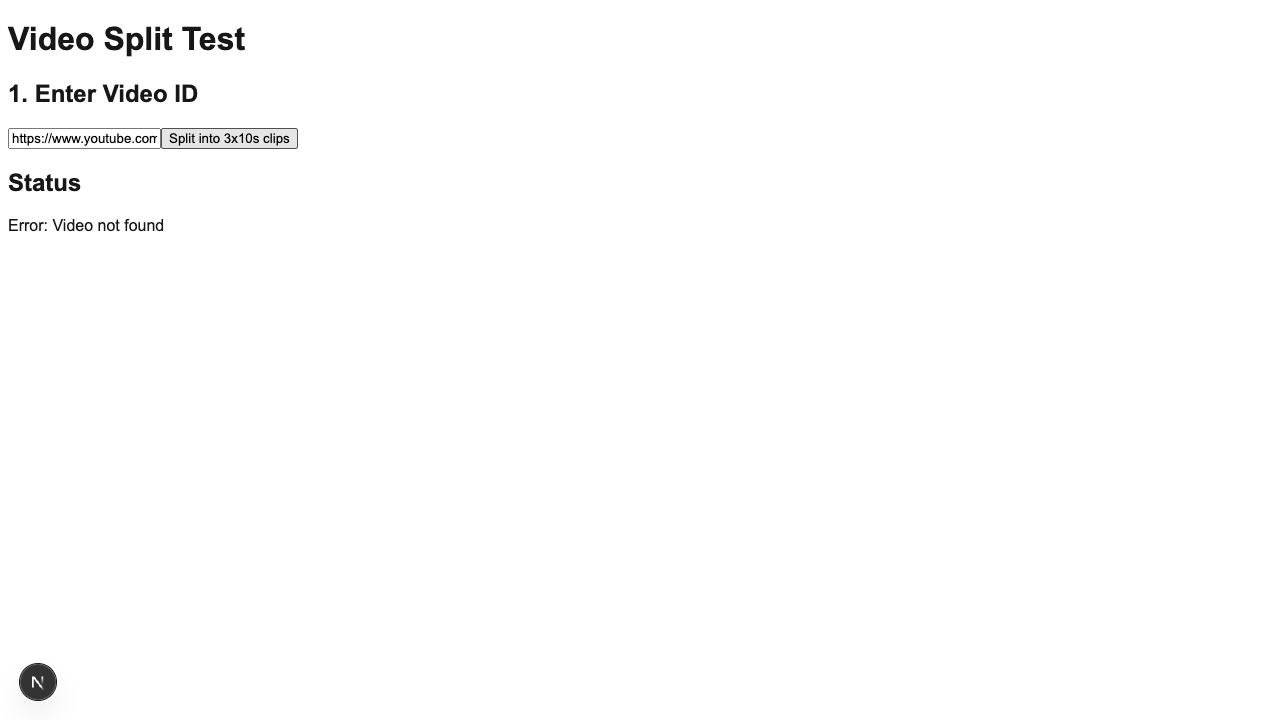 Video Split Test
1. Enter Video ID
https://www.youtube.com Split into 3x10s clips
Status
Error: Video not found
N